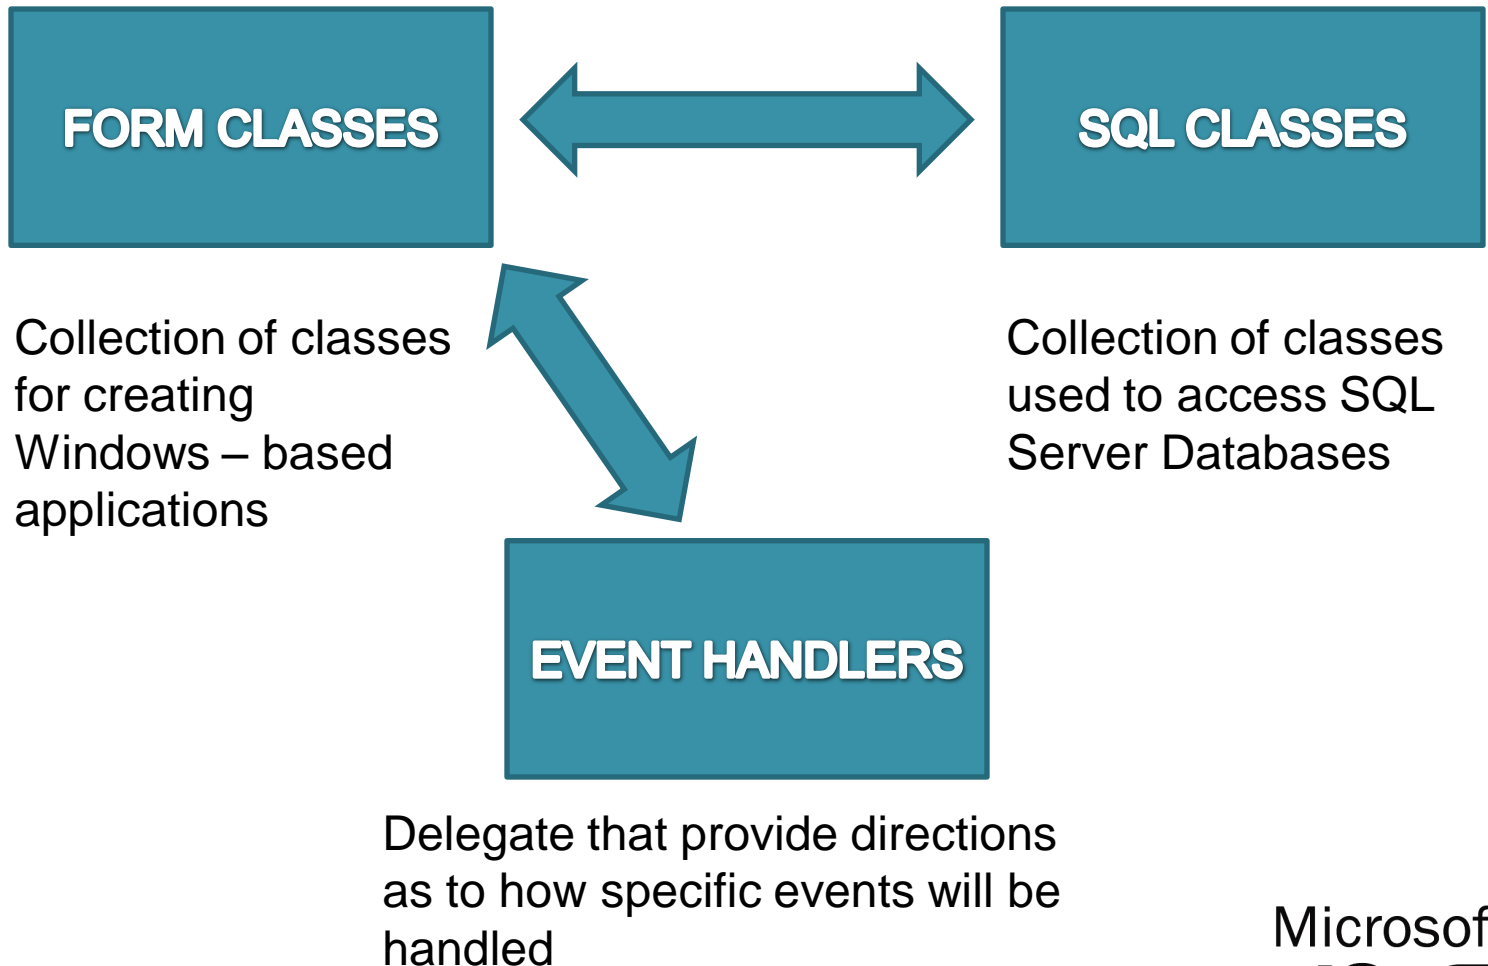 FORM CLASSES
SQL CLASSES
Collection of classes
for creating
Windows – based
applications
Collection of classes
used to access SQL
Server Databases
EVENT HANDLERS
Delegate that provide directions
as to how specific events will be
handled
Microsof